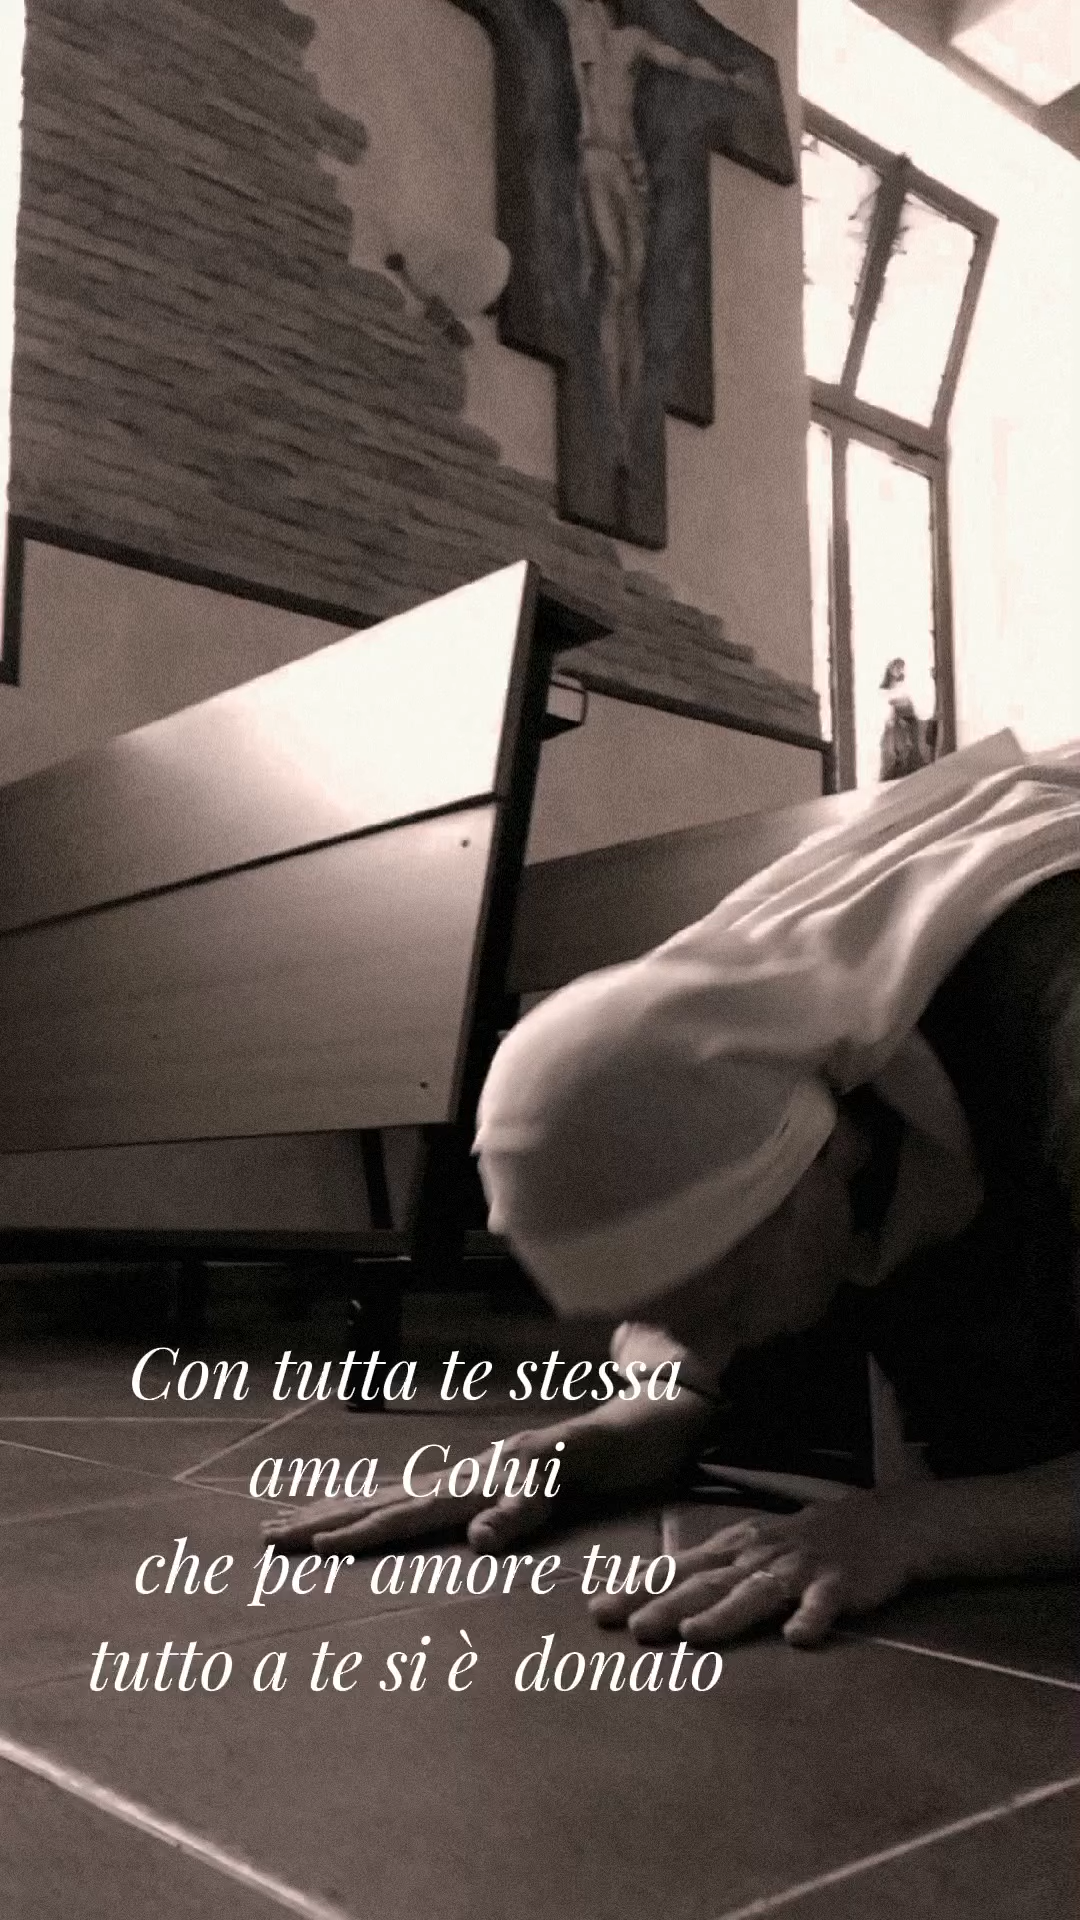 Con tutta te stessa
ama Colui
che per amore tuo
tutto a te si è donato